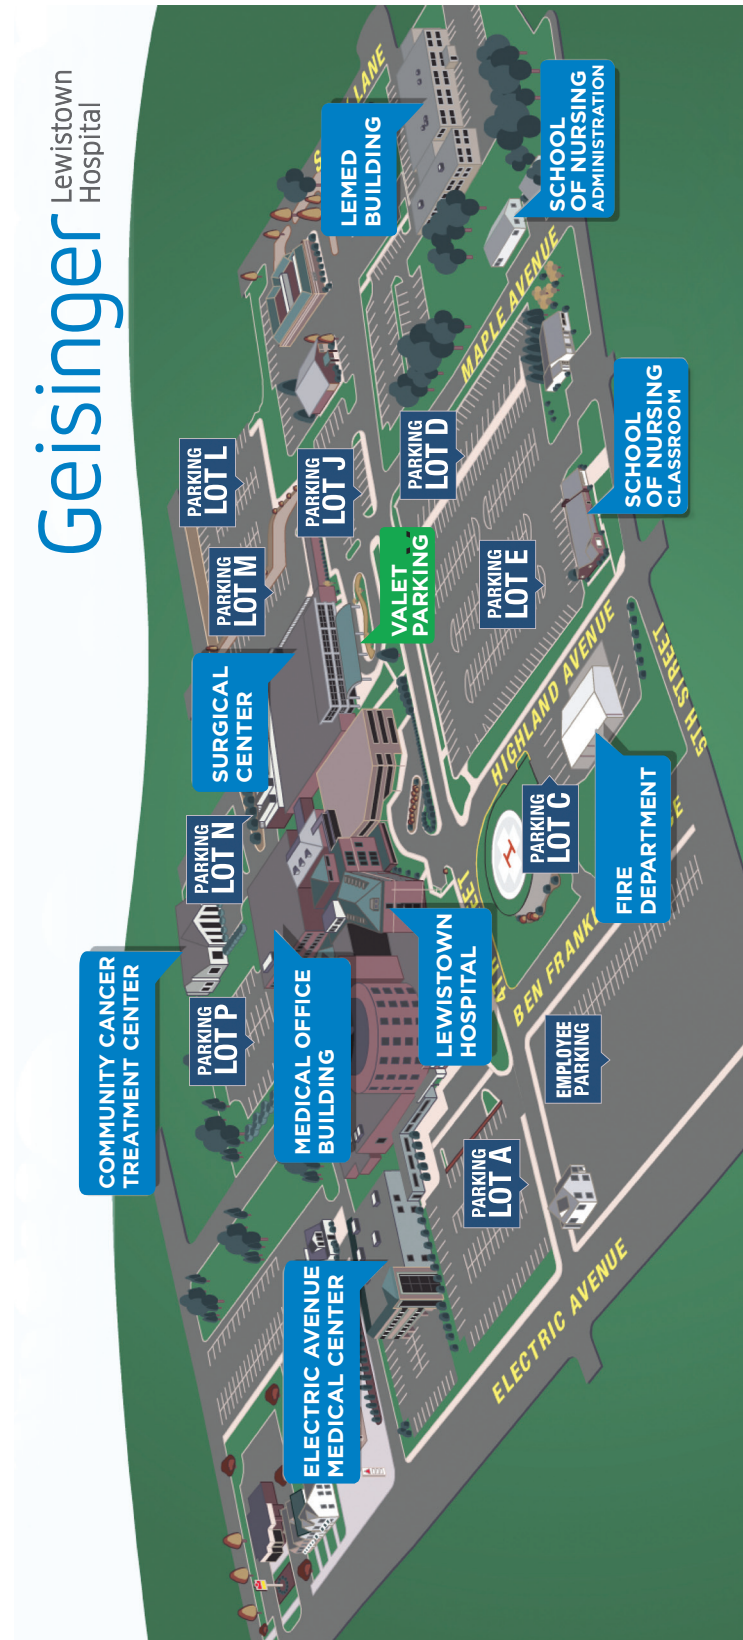 Geisinger
Lewistown
Hospital
COMMUNITY CANCER
TREATMENT CENTER
PARKING
LOT P
PARKING
LOT N
SURGICAL
CENTER
PARKING
LOT M
PARKING
LOT L
PARKING
LOT J
LEMED
BUILDING
LANE
SCHOOL
OF NURSING
ADMINISTRATION
MEDICAL OFFICE
BUILDING
VALET
PARKING
PARKING
LOT D
MAPLE AVENUE
ELECTRIC AVENUE
MEDICAL CENTER
LEWISTOWN
HOSPITAL
PARKING
LOT E
SCHOOL
OF NURSING
CLASSROOM
PARKING
LOT A
PARKING
LOT C
HIGHLAND AVENUE
EMPLOYEE
PARKING
BEN FRANK
FIRE
DEPARTMENT
5TH STREET
ELECTRIC AVENUE
H